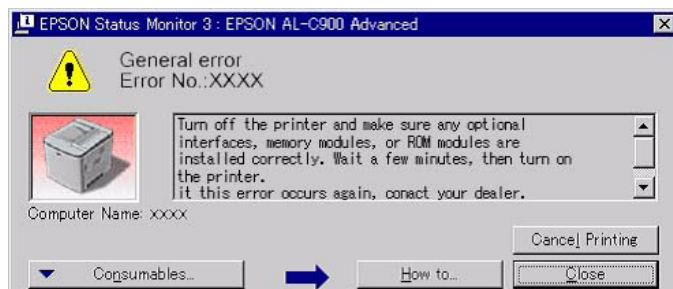 EPSON Status Monitor 3 : EPSON AL-C900 Advanced
General error
Error No.:XXXX
Turn off the printer and make sure any optional
interfaces, memory modules, or ROM modules are
installed correctly. Wait a few minutes, then turn on
the printer.
it this error occurs again, conact your dealer.
Computer Name: XXXX
Cancel Printing
Consumables...
How to...
Close